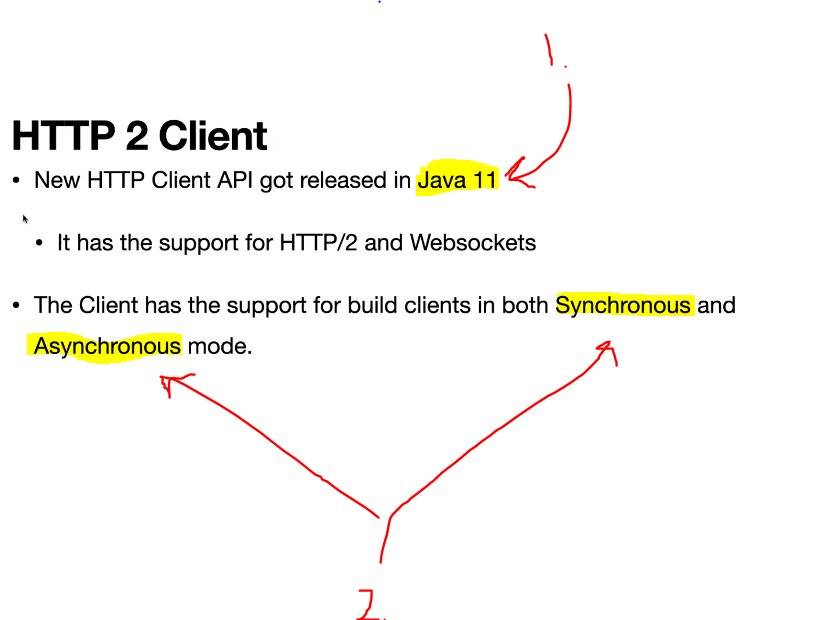 1.
HTTP 2 Client
• New HTTP Client API got released in Java 11
• It has the support for HTTP/2 and Websockets
• The Client has the support for build clients in both Synchronous and
Asynchronous mode.
2.